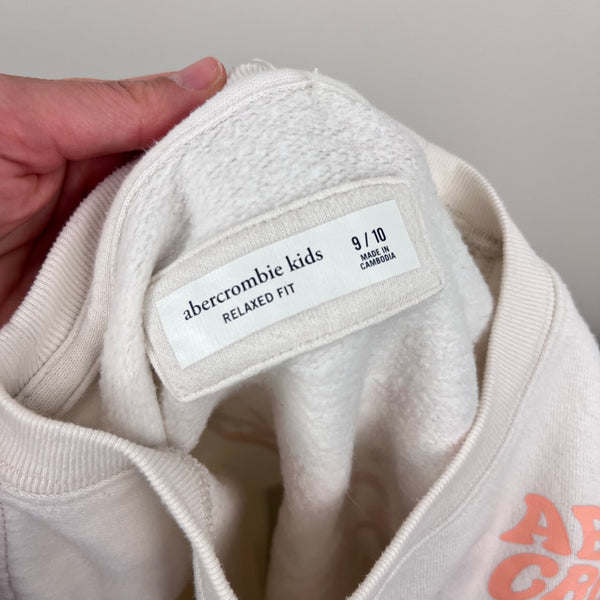 abercrombie kids
RELAXED FIT
9 / 10
MADE IN
CAMBODIA